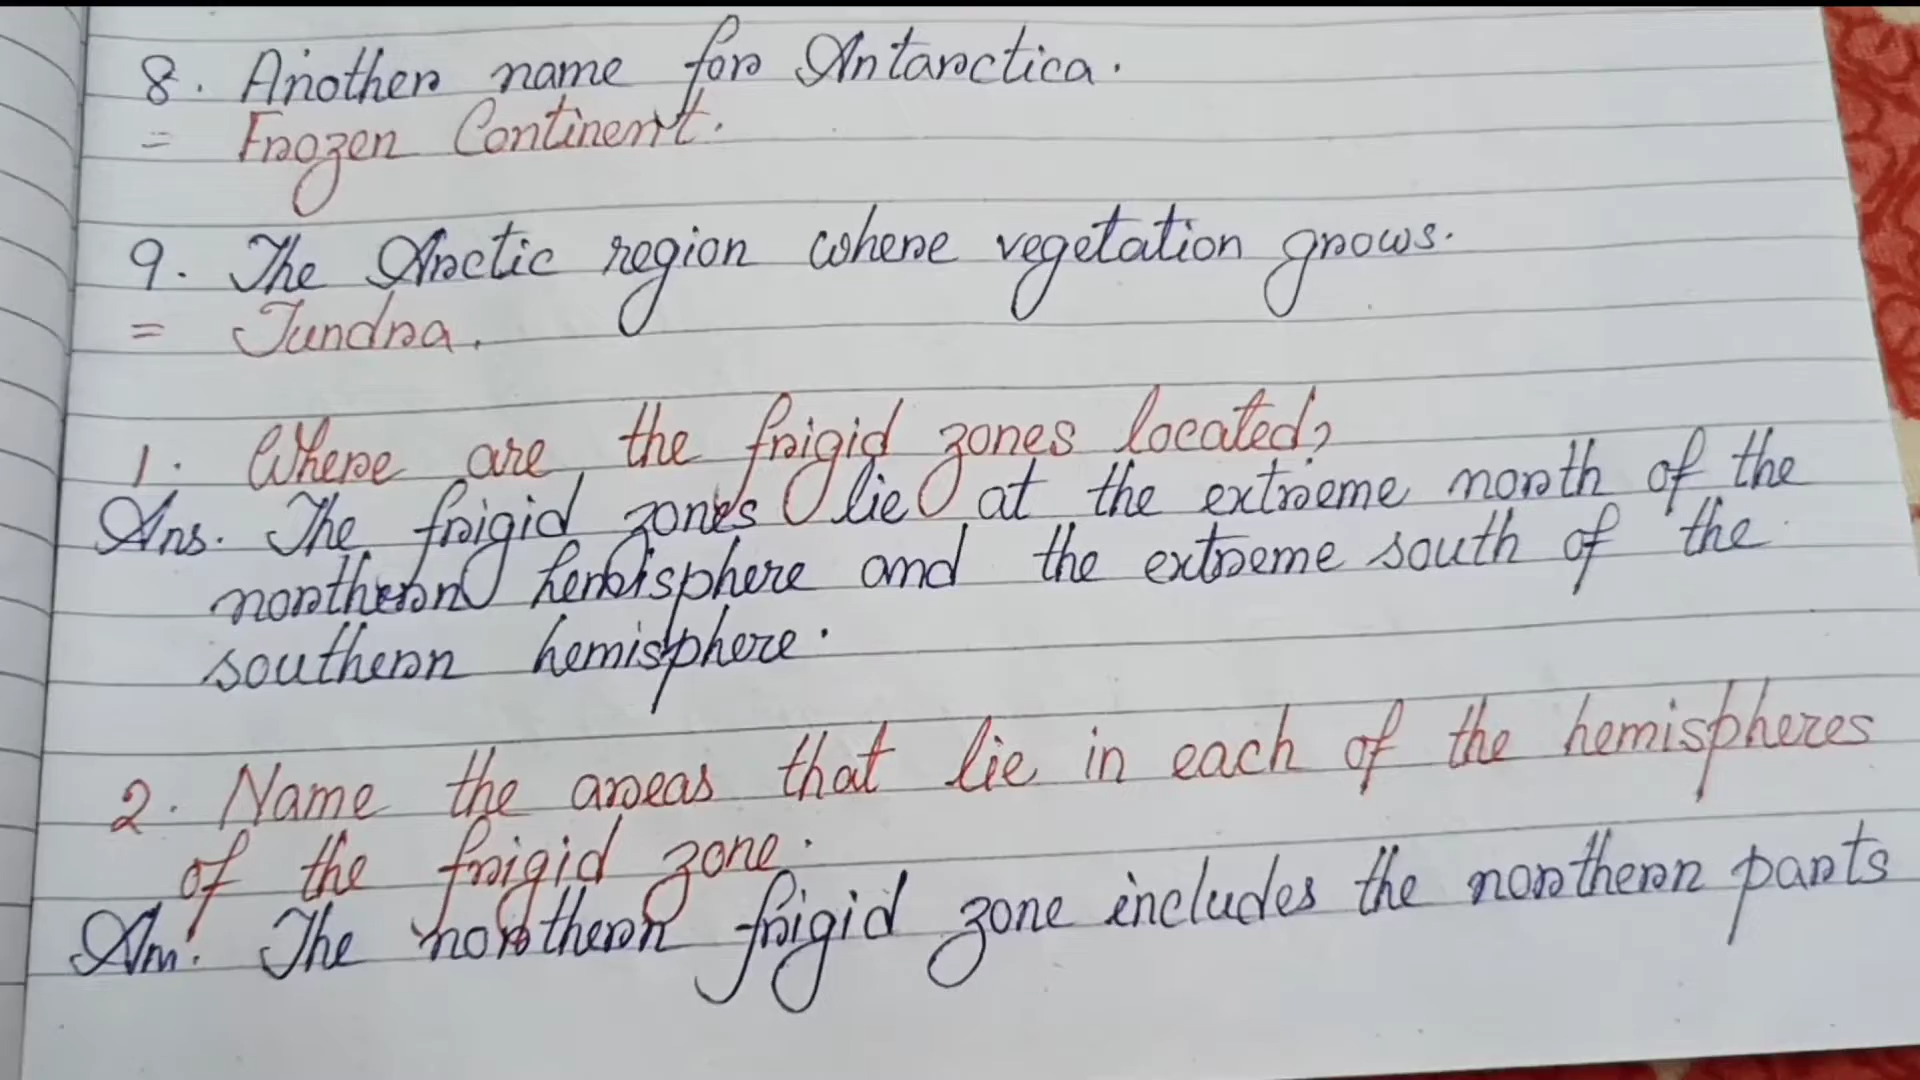 8. Another name for Antarctica.
= Frozen Continent.
9. The Arctic region where vegetation grows.
= Tundra.
1. Where are the frigid zones located?
Ans. The frigid zones lie at the extreme north of the
northern hemisphere and the extreme south of the
southern hemisphere.
2. Name the areas that lie in each of the hemispheres
of the frigid zone.
Ans. The northern frigid zone includes the northern parts